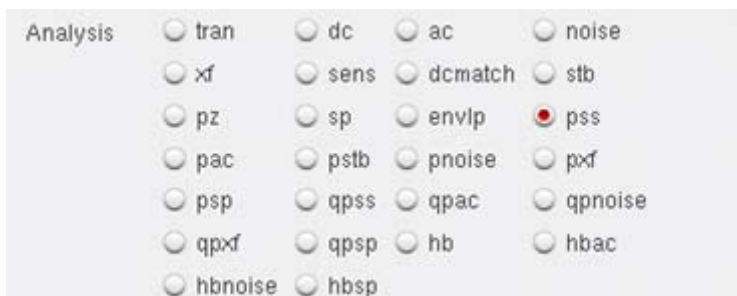 Analysis tran dc ac noise
xf sens dcmatch stb
pz sp envlp pss
pac pstb pnoise pxf
psp qpss qpac qpnoise
qpxf qpsp hb hbac
hbnoise hbsp